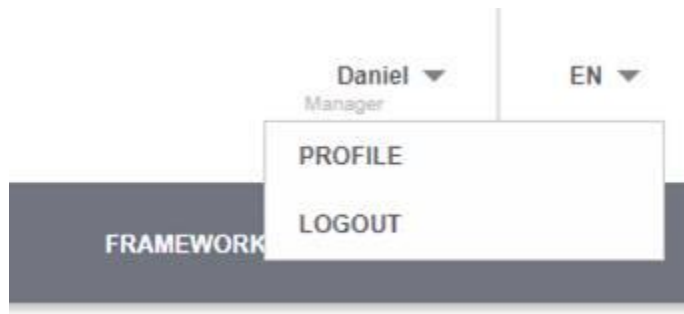 Daniel
EN
Manager
PROFILE
LOGOUT
FRAMEWORK